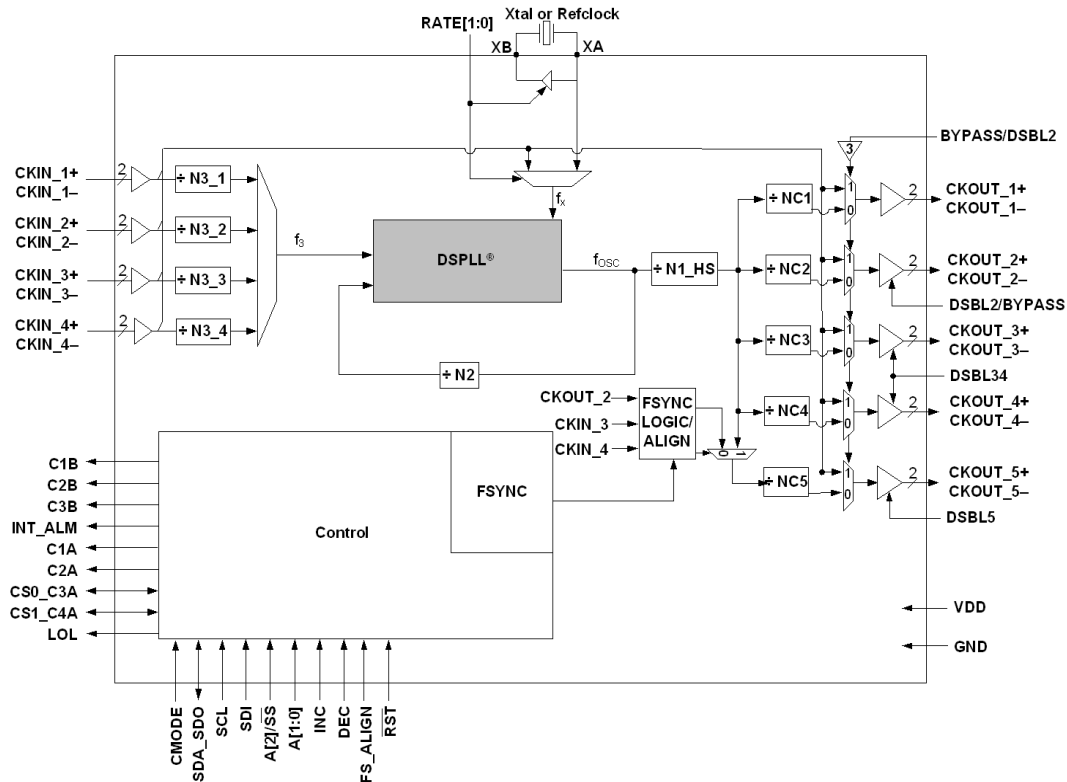 Xtal or Refclock
RATE[1:0]
XB
XA
BYPASS/DSBL2
3
CKIN_1+
CKIN_1–
2
÷ N3_1
CKIN_2+
CKIN_2–
2
÷ N3_2
CKIN_3+
CKIN_3–
2
÷ N3_3
CKIN_4+
CKIN_4–
2
÷ N3_4
f3
fx
DSPLL®
fOSC
÷ N1_HS
÷ N2
÷ NC1
1
0
2
CKOUT_1+
CKOUT_1–
÷ NC2
1
0
2
CKOUT_2+
CKOUT_2–
DSBL2/BYPASS
÷ NC3
1
0
2
CKOUT_3+
CKOUT_3–
DSBL34
÷ NC4
1
0
2
CKOUT_4+
CKOUT_4–
÷ NC5
1
0
2
CKOUT_5+
CKOUT_5–
DSBL5
CKOUT_2
CKIN_3
CKIN_4
FSYNC
LOGIC/
ALIGN
0
1
FSYNC
Control
C1B
C2B
C3B
INT_ALM
C1A
C2A
CS0_C3A
CS1_C4A
LOL
VDD
GND
CMODE
SDA_SDO
SCL
SDI
A[2]/S̅S̅
A[1:0]
INC
DEC
FS_ALIGN
R̅S̅T̅